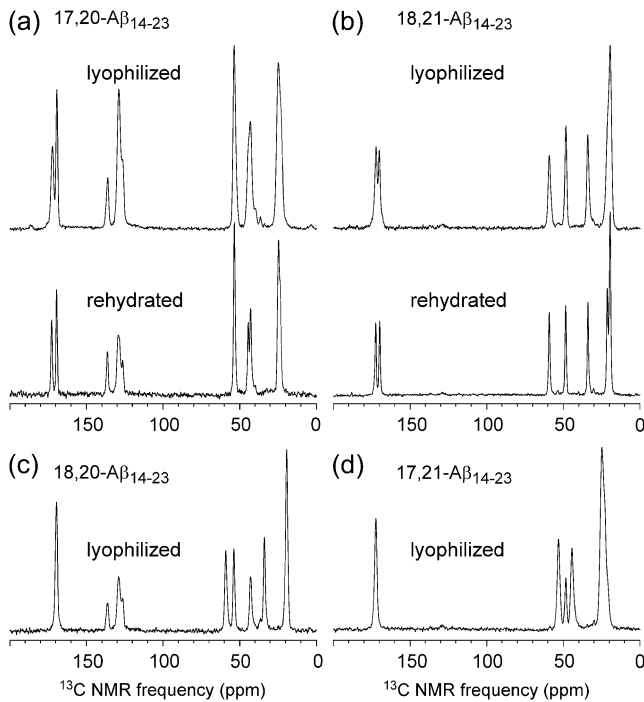 (a) 17,20-Aβ14-23
lyophilized
rehydrated
150 100 50 0
(b) 18,21-Aβ14-23
lyophilized
rehydrated
150 100 50 0
(c) 18,20-Aβ14-23
lyophilized
150 100 50 0
13C NMR frequency (ppm)
(d) 17,21-Aβ14-23
lyophilized
150 100 50 0
13C NMR frequency (ppm)